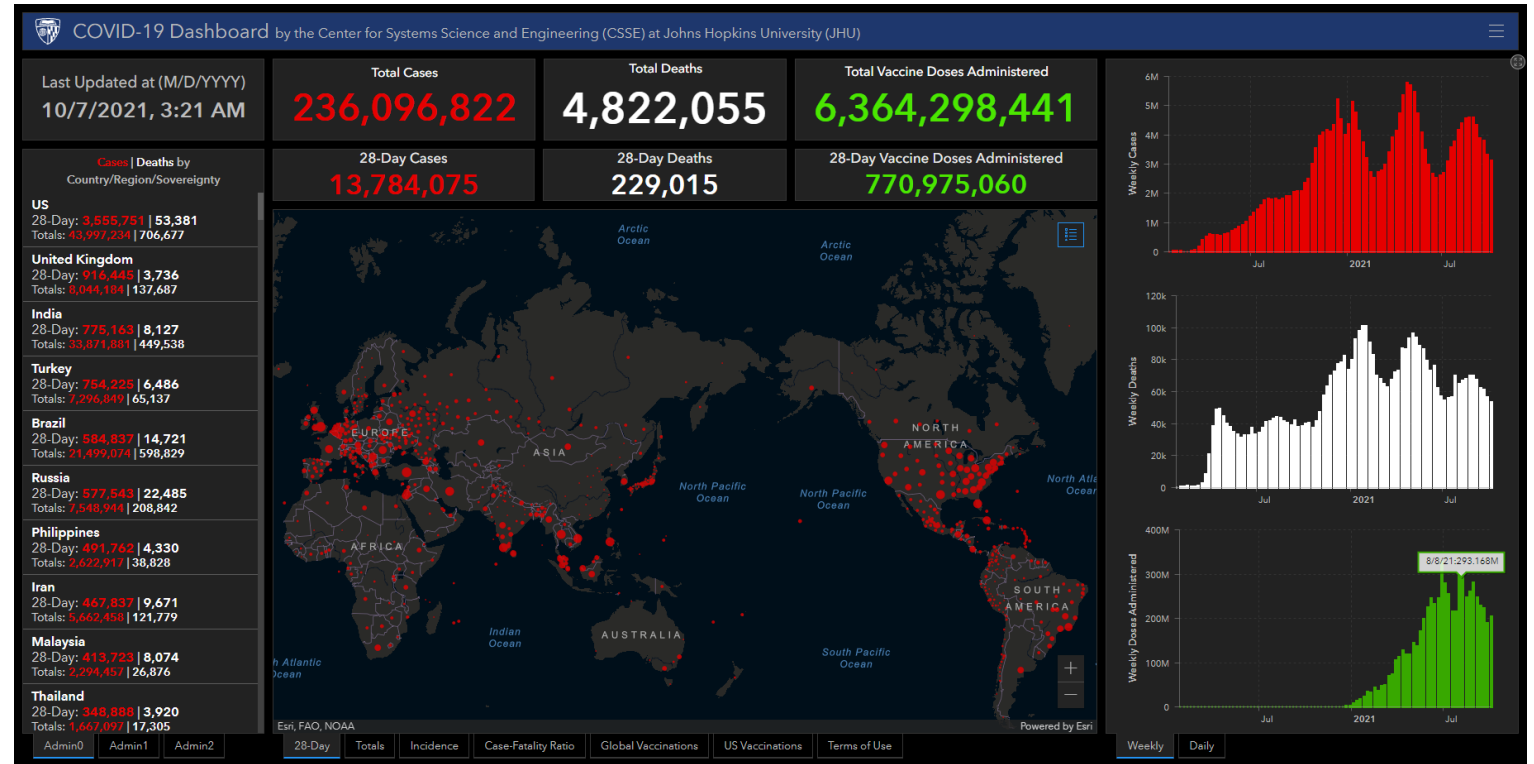 COVID-19 Dashboard by the Center for Systems Science and Engineering (CSSE) at Johns Hopkins University (JHU)
Last Updated at (M/D/YYYY)
10/7/2021, 3:21 AM
Total Cases
236,096,822
Total Deaths
4,822,055
Total Vaccine Doses Administered
6,364,298,441
28-Day Cases
13,784,075
28-Day Deaths
229,015
28-Day Vaccine Doses Administered
770,975,060
Cases | Deaths by
Country/Region/Sovereignty
US
28-Day: 3,555,751 | 53,381
Totals: 43,997,234 | 706,677
United Kingdom
28-Day: 916,445 | 3,736
Totals: 8,044,184 | 137,687
India
28-Day: 775,163 | 8,127
Totals: 33,871,881 | 449,538
Turkey
28-Day: 754,225 | 6,486
Totals: 7,296,849 | 65,137
Brazil
28-Day: 584,837 | 14,721
Totals: 21,499,074 | 598,829
Russia
28-Day: 577,543 | 22,485
Totals: 7,548,944 | 208,842
Philippines
28-Day: 491,762 | 4,330
Totals: 2,622,917 | 38,828
Iran
28-Day: 467,837 | 9,671
Totals: 5,662,458 | 121,779
Malaysia
28-Day: 413,723 | 8,074
Totals: 2,294,457 | 26,876
Thailand
28-Day: 348,888 | 3,920
Totals: 1,667,097 | 17,305
Admin0
Admin1
Admin2
Arctic
Ocean
Arctic
Ocean
EUROPE
ASIA
NORTH
AMERICA
North Pacific
Ocean
North Pacific
Ocean
North Atla
Ocean
AFRICA
SOUTH
AMERICA
Indian
Ocean
AUSTRALIA
South Pacific
Ocean
h Atlantic
Ocean
+
−
Esri, FAO, NOAA
Powered by Esri
28-Day
Totals
Incidence
Case-Fatality Ratio
Global Vaccinations
US Vaccinations
Terms of Use
Weekly Cases
6M
5M
4M
3M
2M
1M
0
Jul
2021
Jul
Weekly Deaths
120k
100k
80k
60k
40k
20k
0
Jul
2021
Jul
Weekly Doses Administered
400M
300M
200M
100M
0
8/8/21:293.168M
Jul
2021
Jul
Weekly
Daily